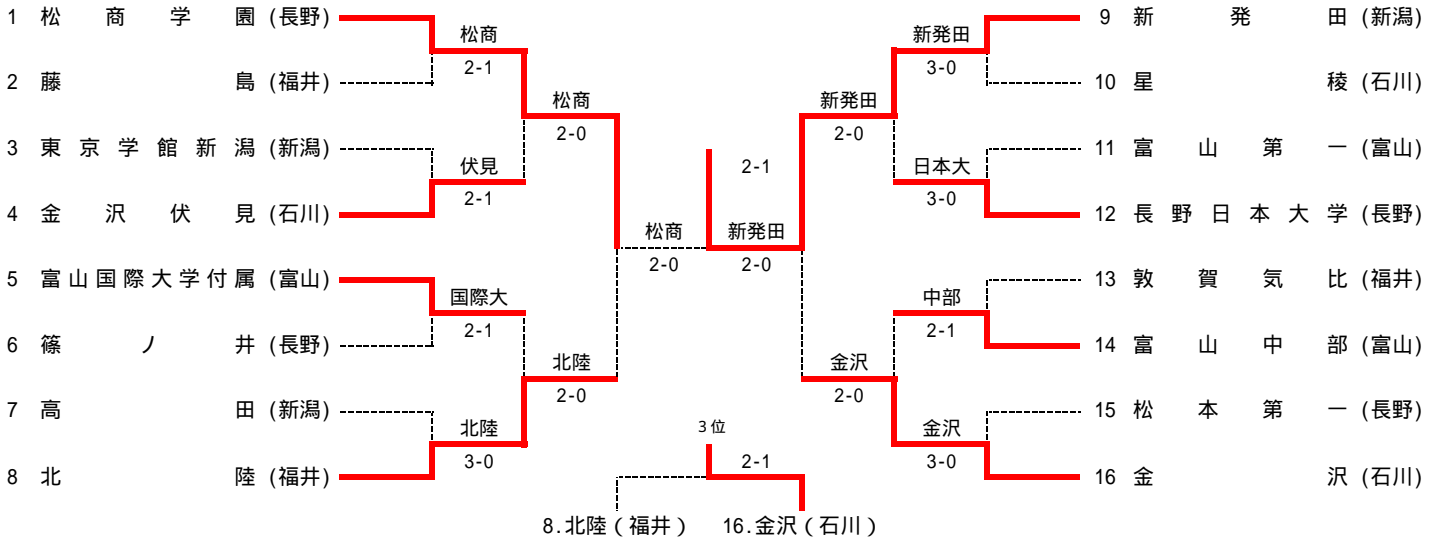 1 松商学園 (長野)
9 新発田 (新潟)
松商
新発田
2-1
3-0
2 藤島 (福井)
10 星稜 (石川)
松商
新発田
2-0
2-0
3 東京学館新潟 (新潟)
11 富山第一 (富山)
伏見
2-1
日本大
2-1
3-0
4 金沢伏見 (石川)
12 長野日本大学 (長野)
松商
新発田
2-0
2-0
5 富山国際大学付属 (富山)
13 敦賀気比 (福井)
国際大
中部
2-1
2-1
6 篠ノ井 (長野)
14 富山中部 (富山)
北陸
金沢
2-0
2-0
7 高田 (新潟)
15 松本第一 (長野)
北陸
3位
金沢
3-0
2-1
3-0
8 北陸 (福井)
16 金沢 (石川)
8.北陸(福井)
16.金沢(石川)